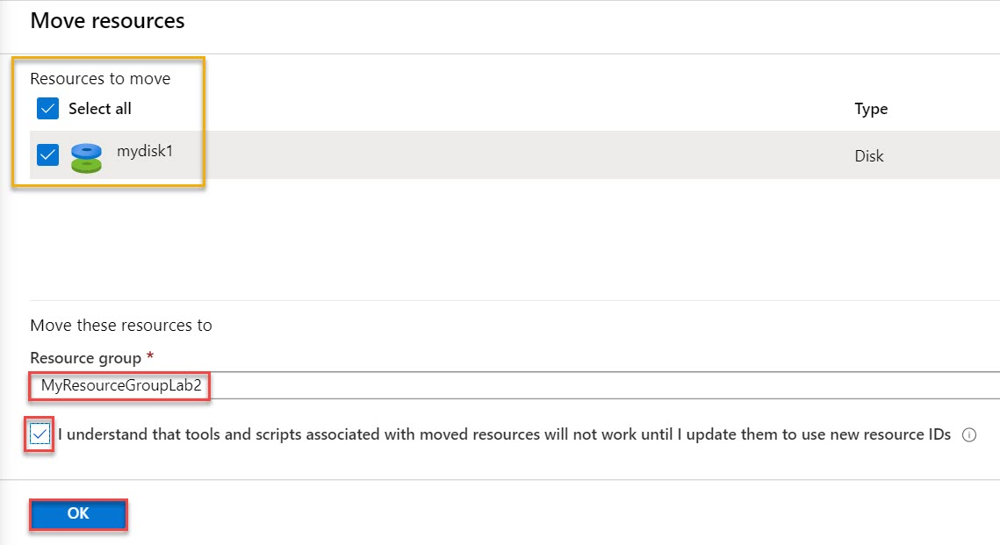 Move resources
Resources to move
Select all
Type
mydisk1
Disk
Move these resources to
Resource group *
MyResourceGroupLab2
I understand that tools and scripts associated with moved resources will not work until I update them to use new resource IDs
OK